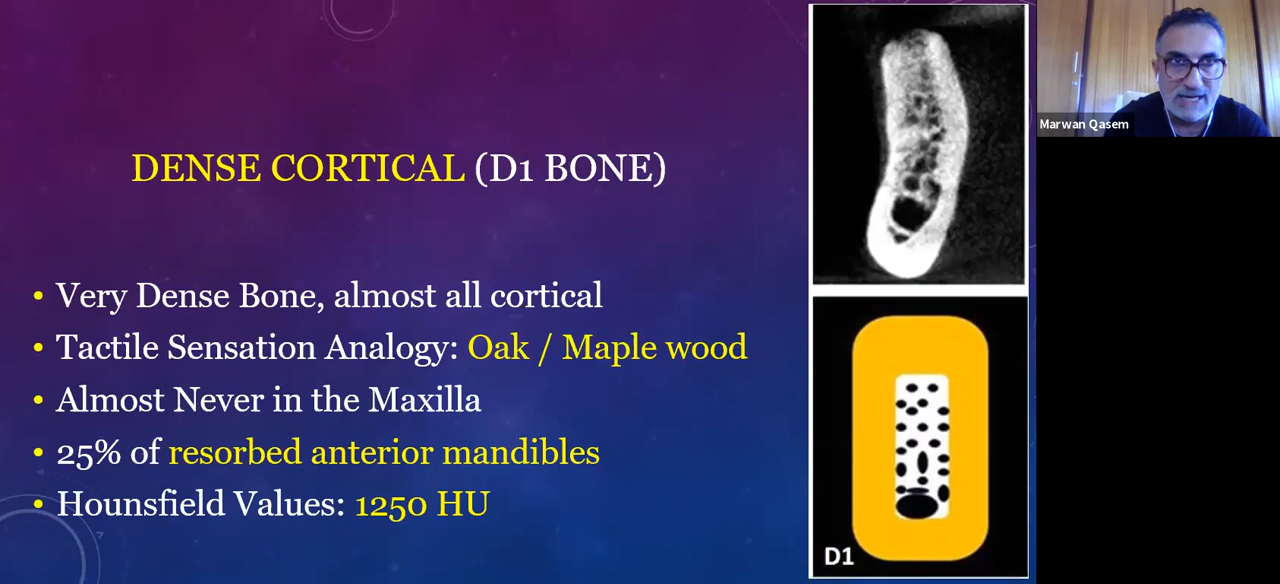 DENSE CORTICAL (D1 BONE)
• Very Dense Bone, almost all cortical
• Tactile Sensation Analogy: Oak / Maple wood
• Almost Never in the Maxilla
• 25% of resorbed anterior mandibles
• Hounsfield Values: 1250 HU
D1
Marwan Qasem